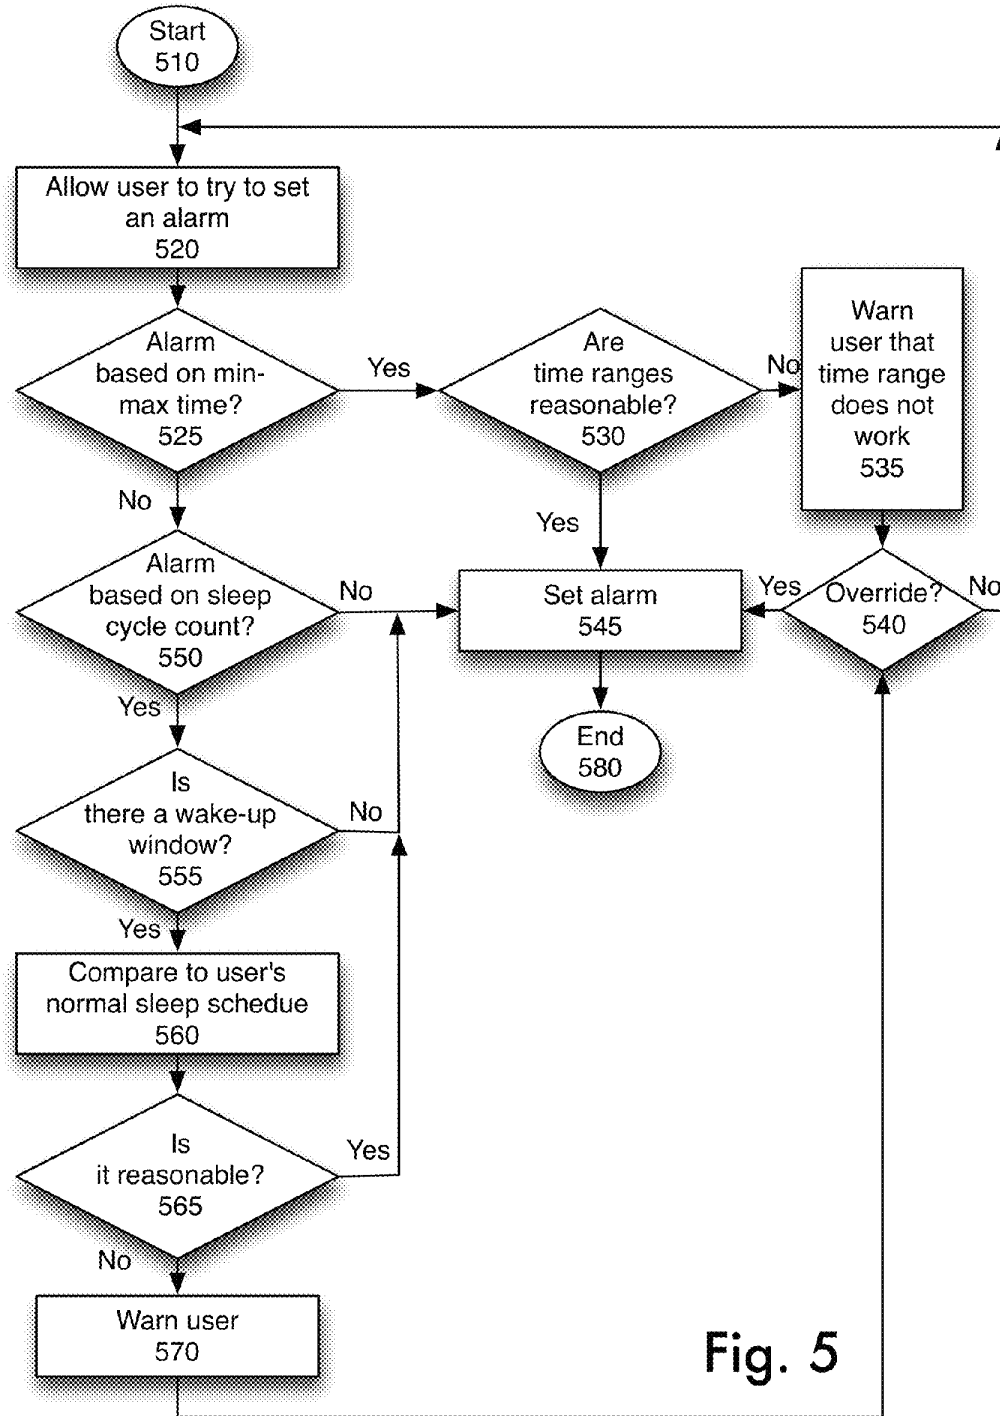 Start
510
Allow user to try to set
an alarm
520
Alarm
based on min-
max time?
525
Yes
Are
time ranges
reasonable?
530
No
Warn
user that
time range
does not
work
535
No
Yes
Alarm
based on sleep
cycle count?
550
No
Set alarm
545
Yes
Override?
540
No
Yes
End
580
Is
there a wake-up
window?
555
No
Yes
Compare to user's
normal sleep schedue
560
Is
it reasonable?
565
Yes
No
Warn user
570
Fig. 5